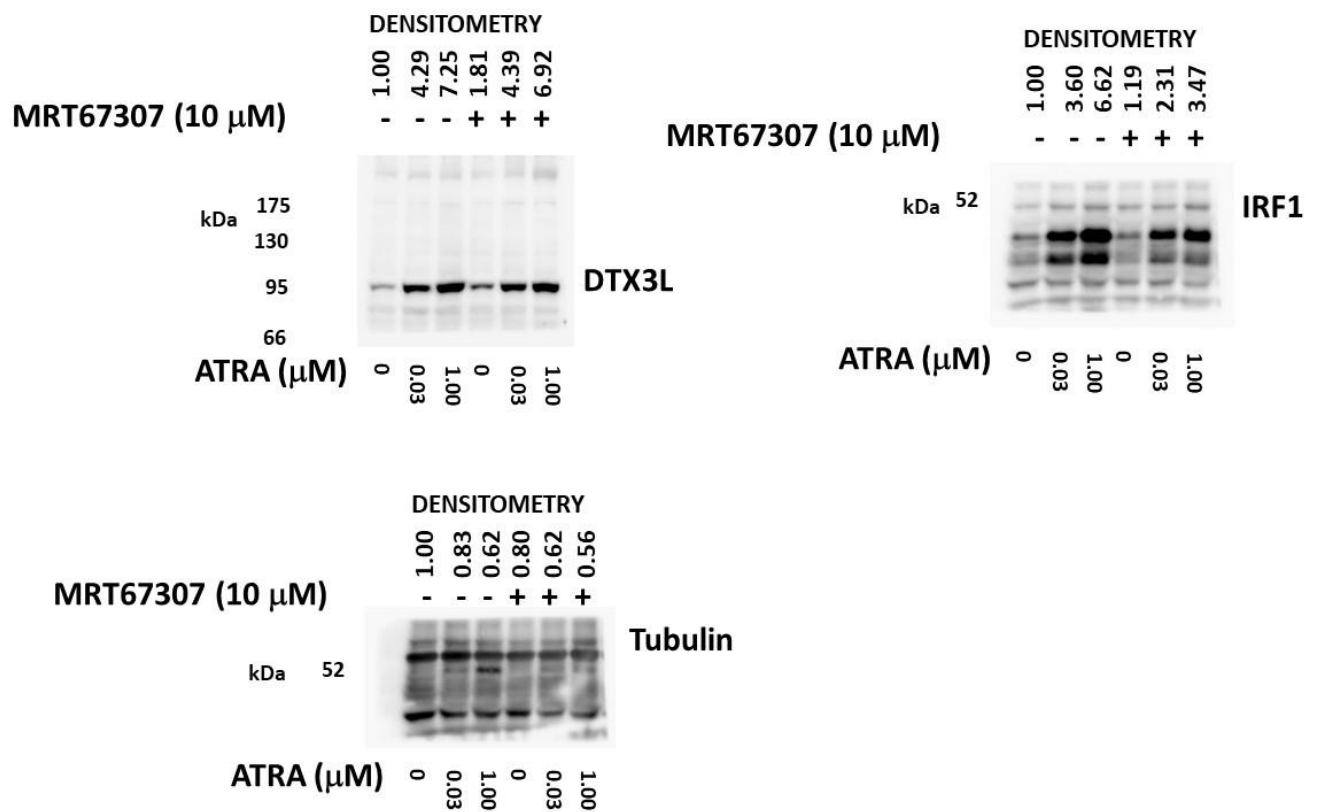 DENSITOMETRY
1.00 4.29 7.25 1.81 4.39 6.92
MRT67307 (10 μM) - - - + + +
kDa
175
130
95
66
DTX3L
ATRA (μM) 0 0.03 1.00 0 0.03 1.00
DENSITOMETRY
1.00 3.60 6.62 1.19 2.31 3.47
MRT67307 (10 μM) - - - + + +
kDa 52
IRF1
ATRA (μM) 0 0.03 1.00 0 0.03 1.00
DENSITOMETRY
1.00 0.83 0.62 0.80 0.62 0.56
MRT67307 (10 μM) - - - + + +
Tubulin
kDa 52
ATRA (μM) 0 0.03 1.00 0 0.03 1.00